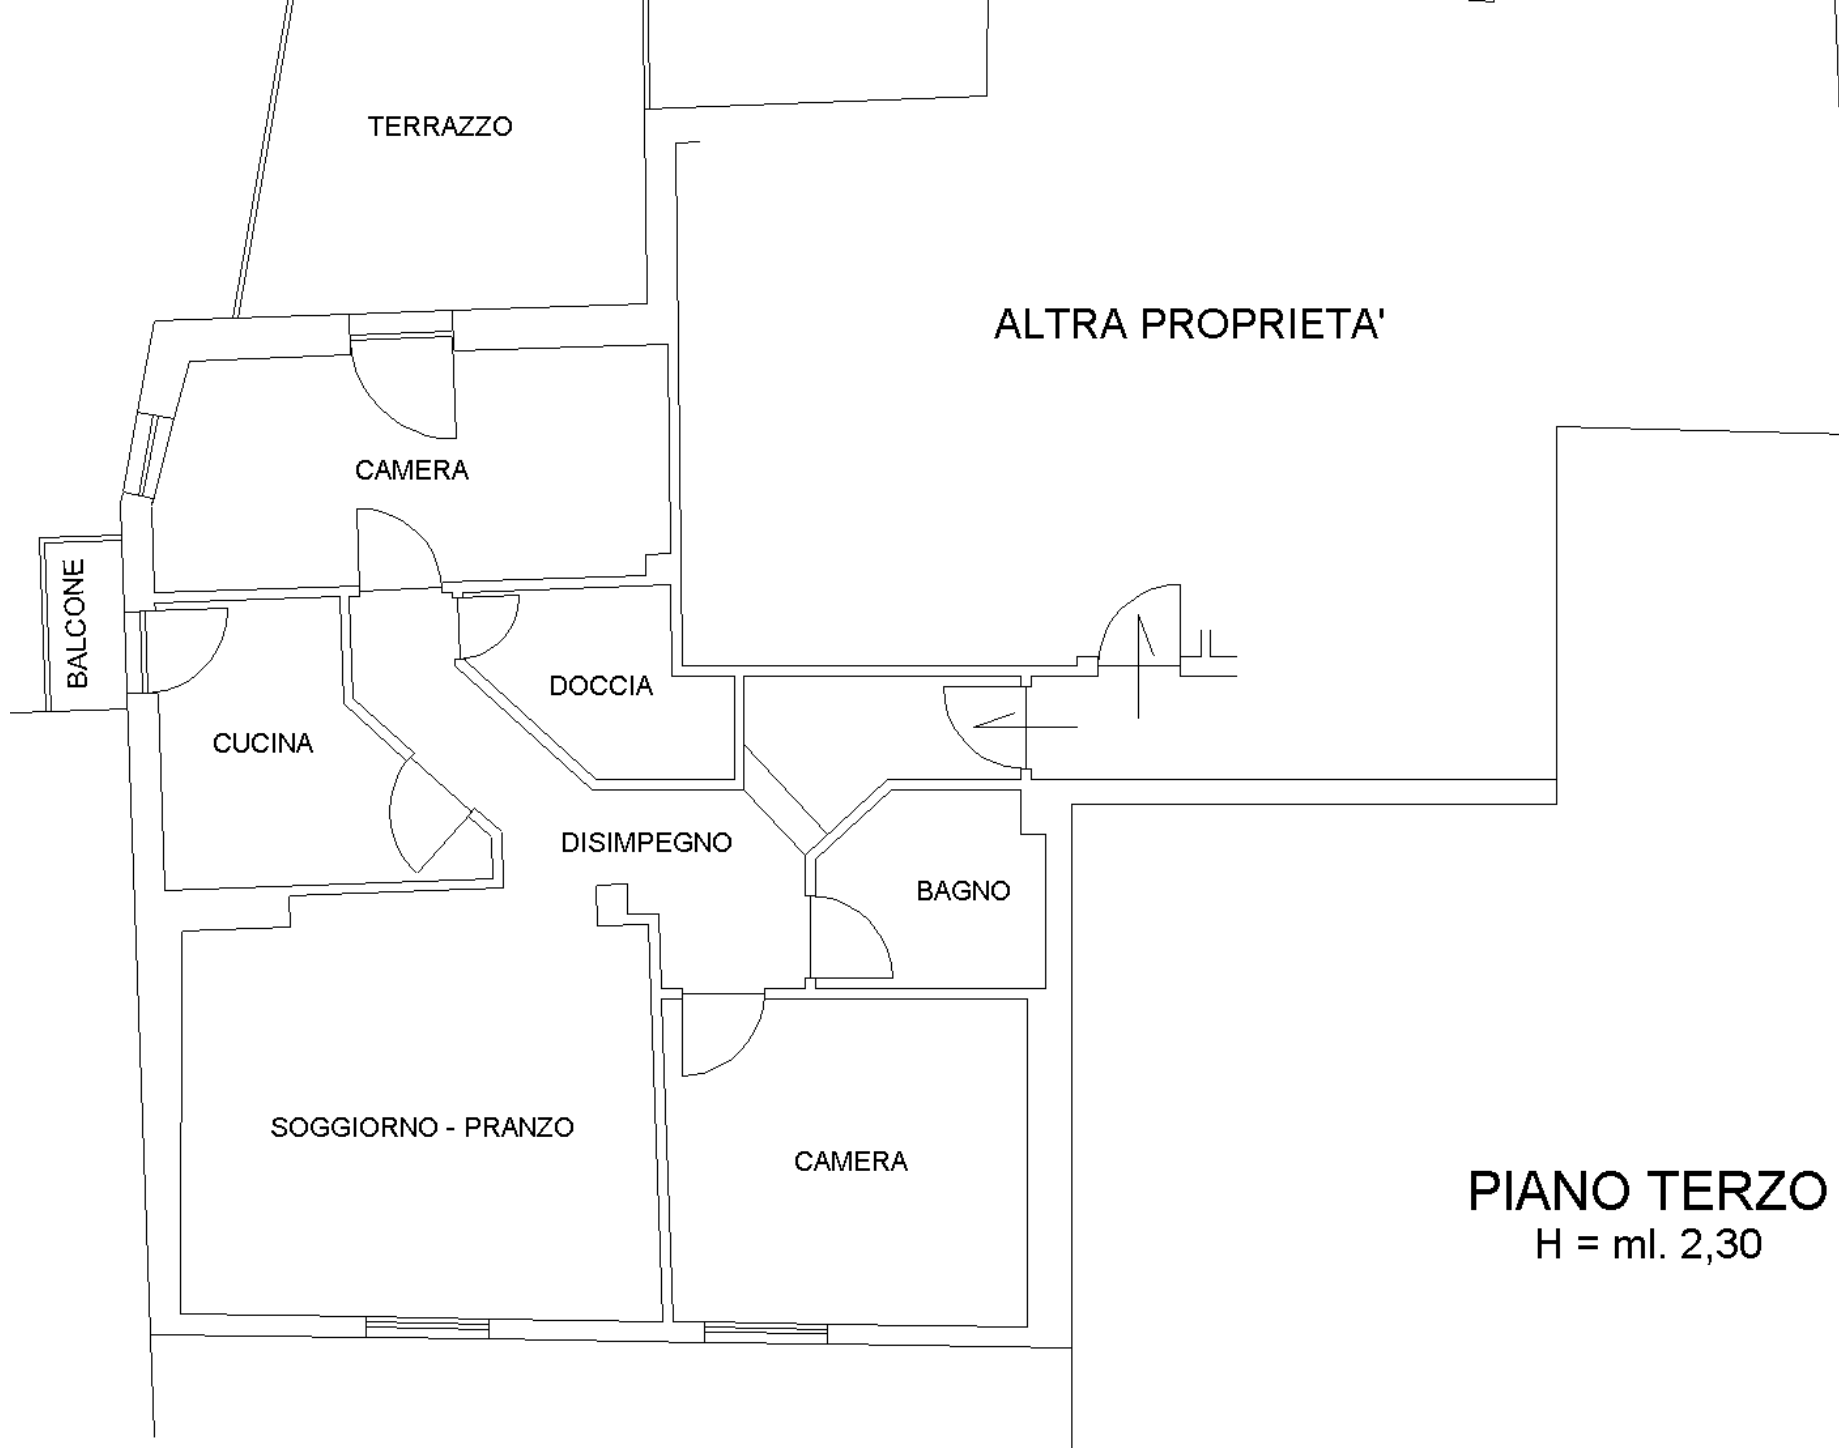 TERRAZZO
ALTRA PROPRIETA'
CAMERA
BALCONE
DOCCIA
CUCINA
DISIMPEGNO
BAGNO
SOGGIORNO - PRANZO
CAMERA
PIANO TERZO
H = ml. 2,30